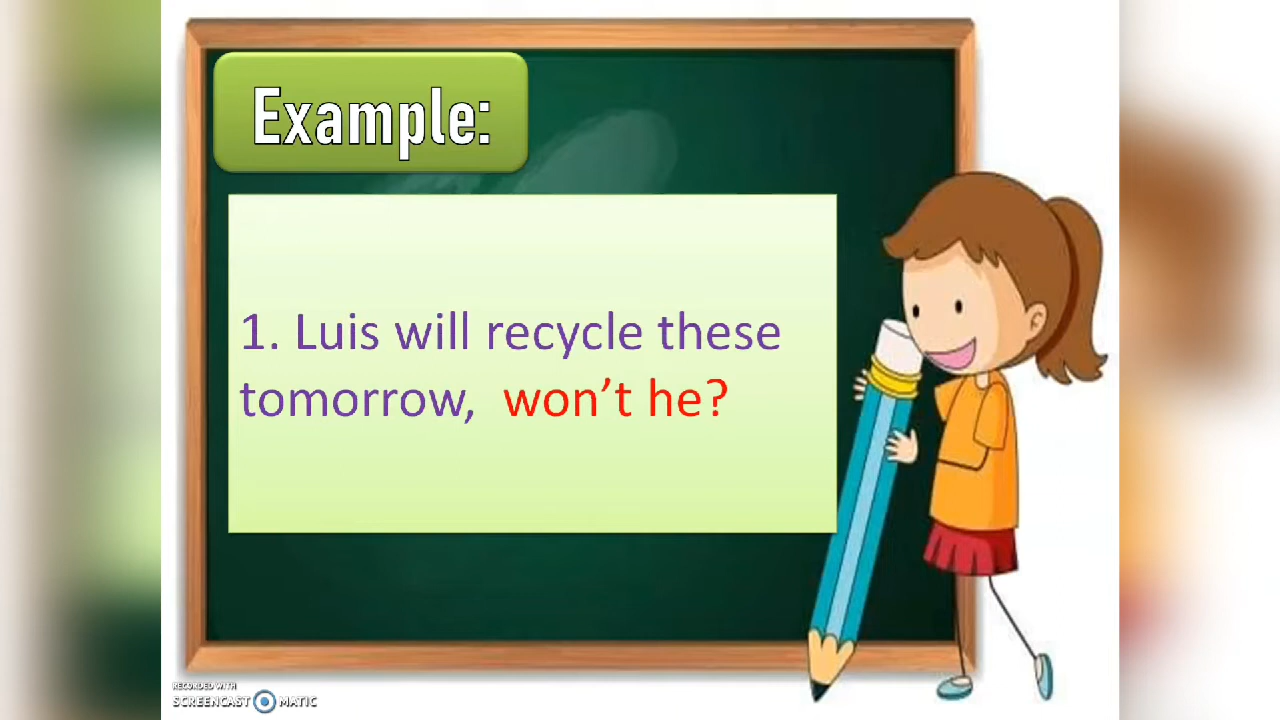 Example:
1. Luis will recycle these
tomorrow, won't he?
RECORDED WITH
SCREENCAST MATIC